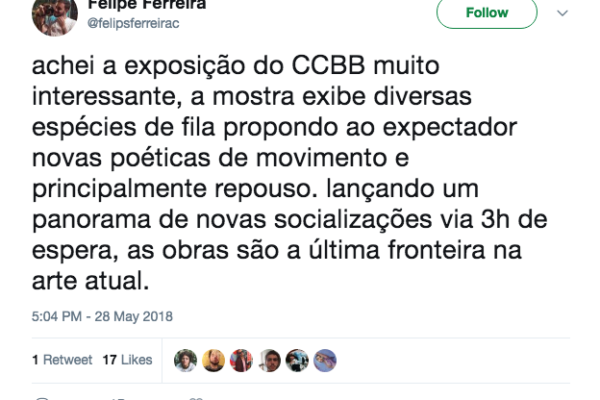 Felipe Ferreira
@felipsferreirac
Follow
achei a exposição do CCBB muito
interessante, a mostra exibe diversas
espécies de fila propondo ao expectador
novas poéticas de movimento e
principalmente repouso. lançando um
panorama de novas socializações via 3h de
espera, as obras são a última fronteira na
arte atual.
5:04 PM - 28 May 2018
1 Retweet 17 Likes